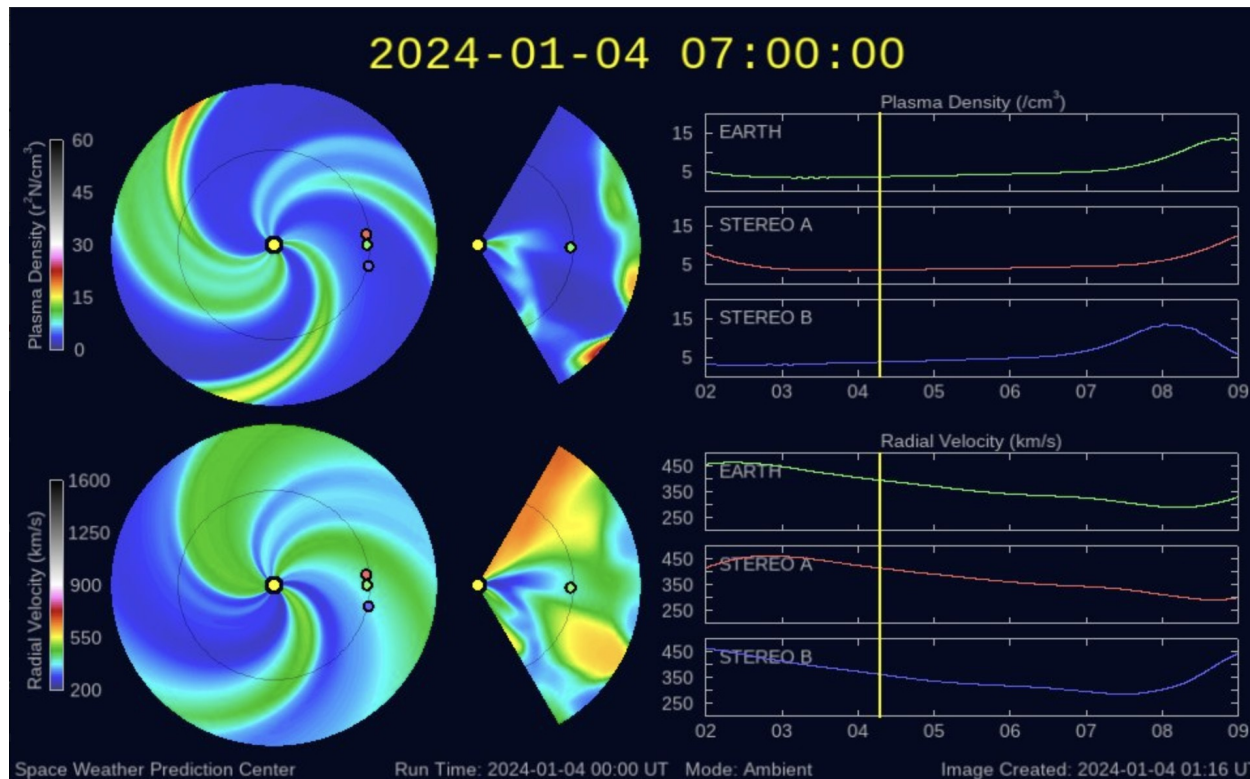 2024-01-04 07:00:00
Plasma Density (r²N/cm³)
60
45
30
15
0
Plasma Density (/cm³)
EARTH
15
5
STEREO A
15
5
STEREO B
15
5
02 03 04 05 06 07 08 09
Radial Velocity (km/s)
1600
1250
900
550
200
Radial Velocity (km/s)
EARTH
450
350
250
STEREO A
450
350
250
STEREO B
450
350
250
02 03 04 05 06 07 08 09
Space Weather Prediction Center Run Time: 2024-01-04 00:00 UT Mode: Ambient Image Created: 2024-01-04 01:16 U